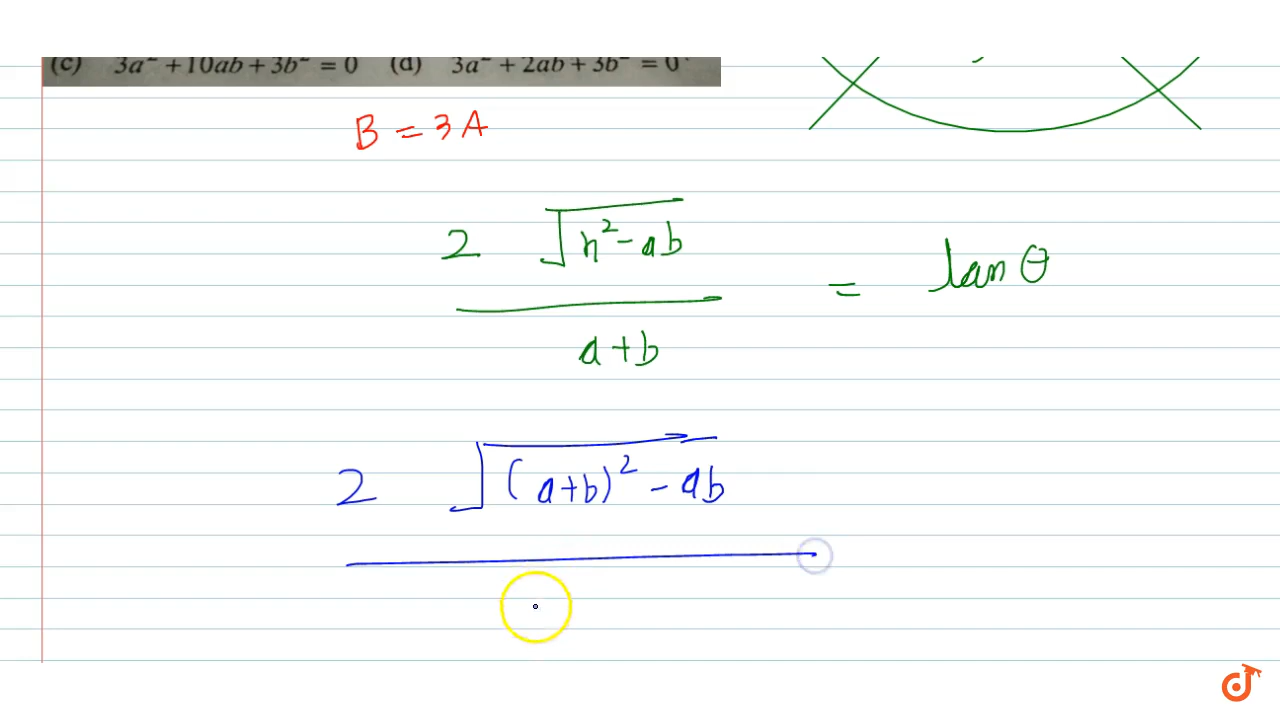 (c) 3a² + 10ab + 3b² = 0 (d) 3a² + 2ab + 3b² = 0
B = 3A
2 √(h² - ab)
/ (a + b) = tan θ
2 √((a+b)² - ab)